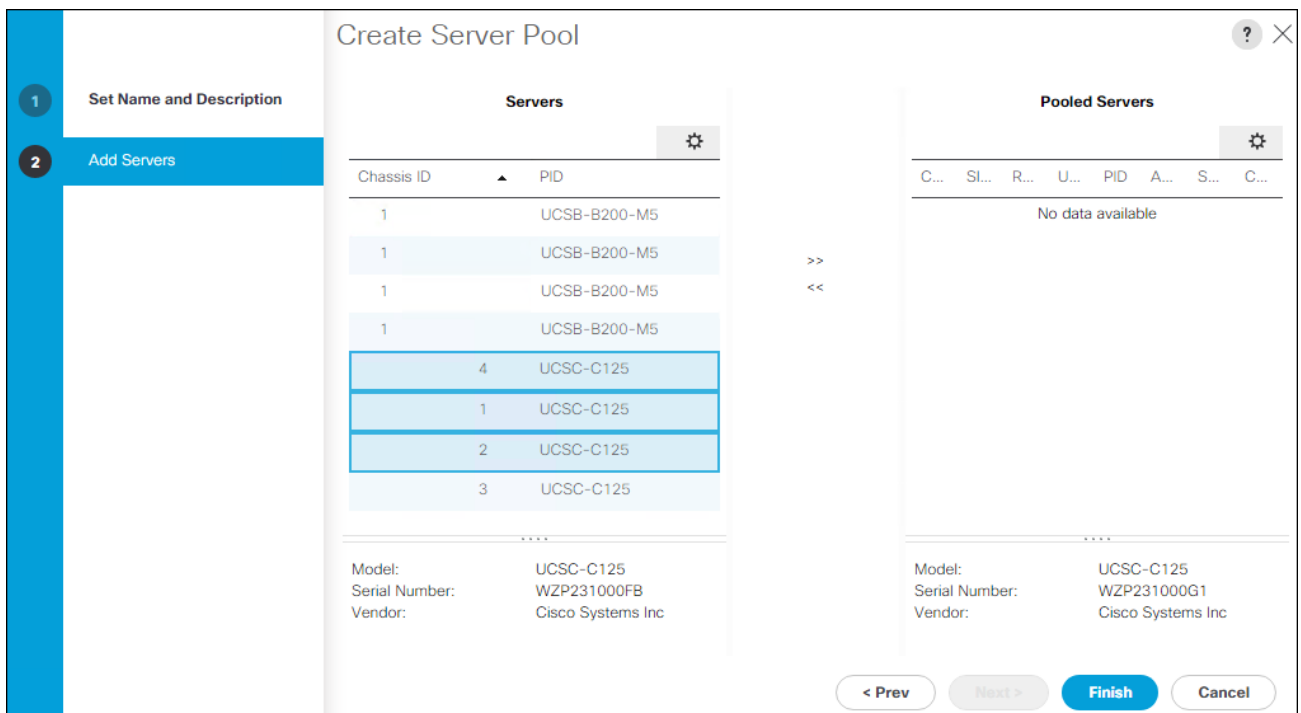 Create Server Pool
?
1 Set Name and Description
2 Add Servers
Servers
Chassis ID PID
1 UCSB-B200-M5
1 UCSB-B200-M5
1 UCSB-B200-M5
1 UCSB-B200-M5
4 UCSC-C125
1 UCSC-C125
2 UCSC-C125
3 UCSC-C125
Model: UCSC-C125
Serial Number: WZP231000FB
Vendor: Cisco Systems Inc
>>
<<
Pooled Servers
C... Sl... R... U... PID A... S... C...
No data available
Model: UCSC-C125
Serial Number: WZP231000G1
Vendor: Cisco Systems Inc
< Prev Next > Finish Cancel